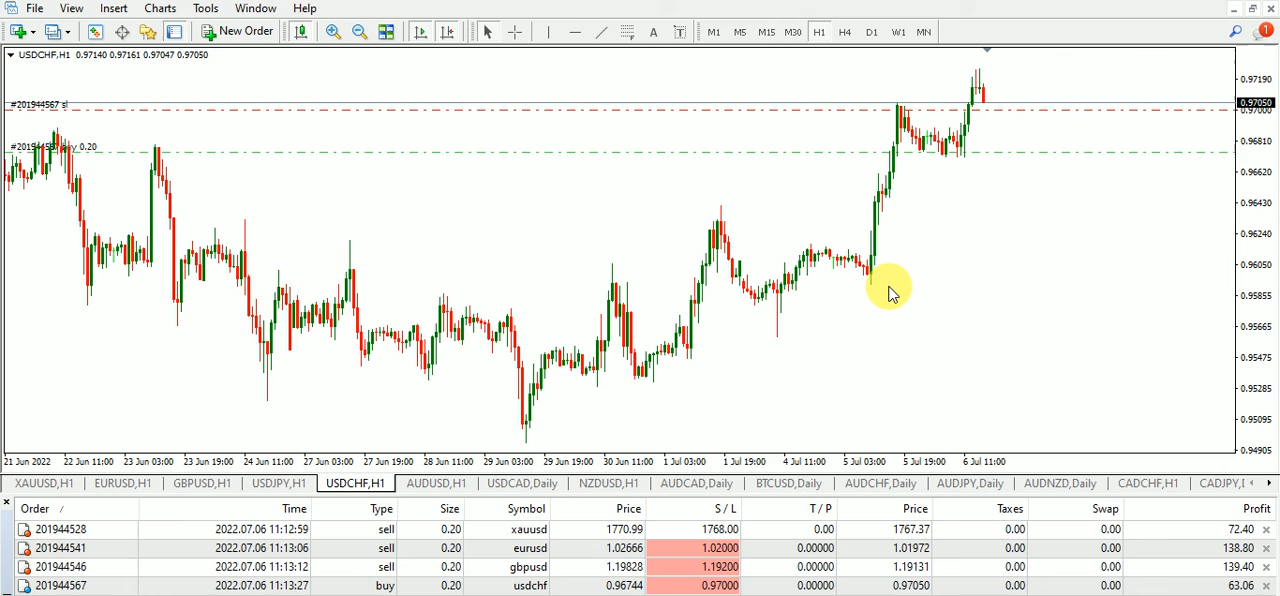 File View Insert Charts Tools Window Help
New Order M1 M5 M15 M30 H1 H4 D1 W1 MN 1
USDCHF,H1 0.97140 0.97161 0.97047 0.97050
0.97190
#201944567 sl
0.97050
0.97000
0.96810
#201944567 buy 0.20
0.96620
0.96430
0.96240
0.96050
0.95855
0.95665
0.95475
0.95285
0.95095
0.94905
21 Jun 2022 22 Jun 11:00 23 Jun 03:00 23 Jun 19:00 24 Jun 11:00 27 Jun 03:00 27 Jun 19:00 28 Jun 11:00 29 Jun 03:00 29 Jun 19:00 30 Jun 11:00 1 Jul 03:00 1 Jul 19:00 4 Jul 11:00 5 Jul 03:00 5 Jul 19:00 6 Jul 11:00
XAUUSD,H1 EURUSD,H1 GBPUSD,H1 USDJPY,H1 USDCHF,H1 AUDUSD,H1 USDCAD,Daily NZDUSD,H1 AUDCAD,Daily BTCUSD,Daily AUDCHF,Daily AUDJPY,Daily AUDNZD,Daily CADCHF,H1 CADJPY,
Order / Time Type Size Symbol Price S / L T / P Price Taxes Swap Profit
201944528 2022.07.06 11:12:59 sell 0.20 xauusd 1770.99 1768.00 0.00 1767.37 0.00 0.00 72.40
201944541 2022.07.06 11:13:06 sell 0.20 eurusd 1.02666 1.02000 0.00000 1.01972 0.00 0.00 138.80
201944546 2022.07.06 11:13:12 sell 0.20 gbpusd 1.19828 1.19200 0.00000 1.19131 0.00 0.00 139.40
201944567 2022.07.06 11:13:27 buy 0.20 usdchf 0.96744 0.97000 0.00000 0.97050 0.00 0.00 63.06